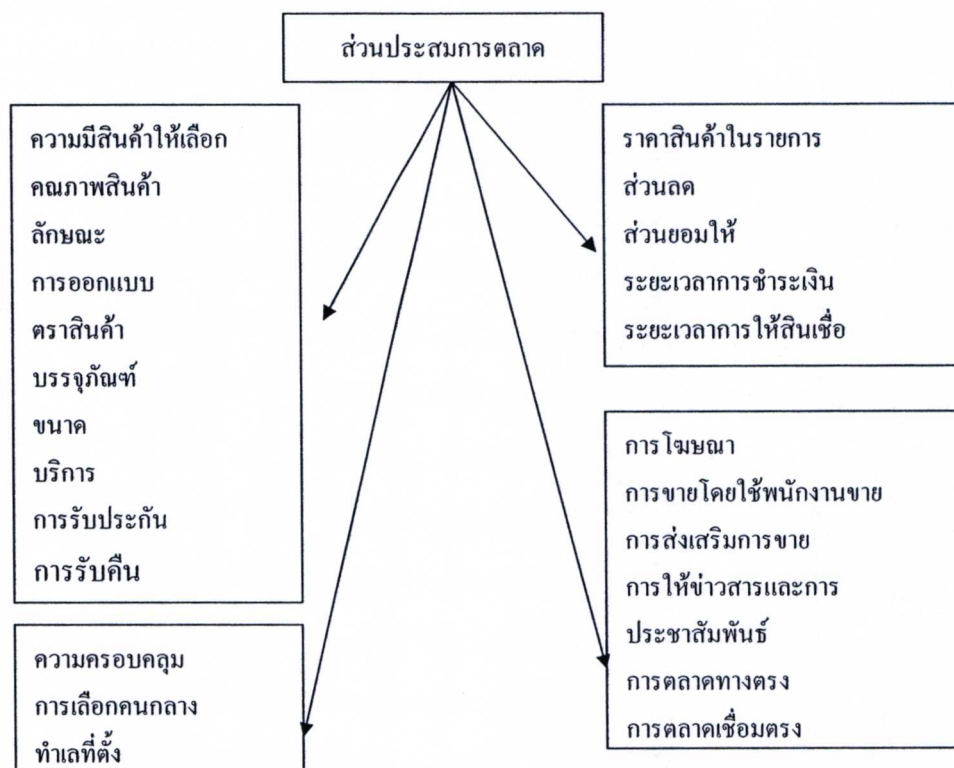 ส่วนประสมการตลาด
ความมีสินค้าให้เลือก
คณภาพสินค้า
ลักษณะ
การออกแบบ
ตราสินค้า
บรรจุภัณฑ์
ขนาด
บริการ
การรับประกัน
การรับคืน
ราคาสินค้าในรายการ
ส่วนลด
ส่วนยอมให้
ระยะเวลาการชำระเงิน
ระยะเวลาการให้สินเชื่อ
ความครอบคลุม
การเลือกคนกลาง
ทำเลที่ตั้ง
การโฆษณา
การขายโดยใช้พนักงานขาย
การส่งเสริมการขาย
การให้ข่าวสารและการ
ประชาสัมพันธ์
การตลาดทางตรง
การตลาดเชื่อมตรง